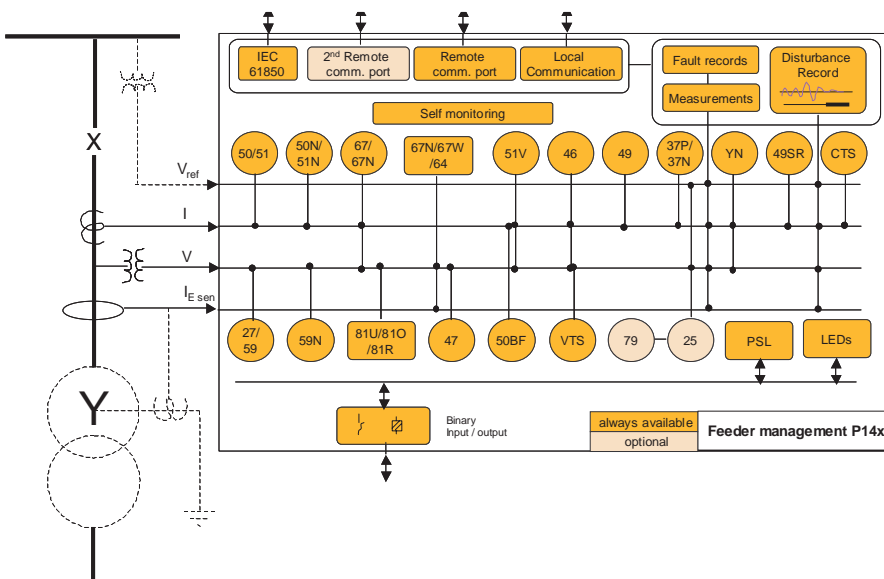 IEC
61850
2nd Remote
comm. port
Remote
comm. port
Local
Communication
Fault records
Measurements
Disturbance
Record
Self monitoring
X
50/51
50N/
51N
67/
67N
67N/67W
/64
51V
46
49
37P/
37N
YN
49SR
CTS
Vref
I
V
IE sen
27/
59
59N
81U/81O
/81R
47
50BF
VTS
79
25
PSL
LEDs
Y
Binary
Input / output
always available
optional
Feeder management P14x